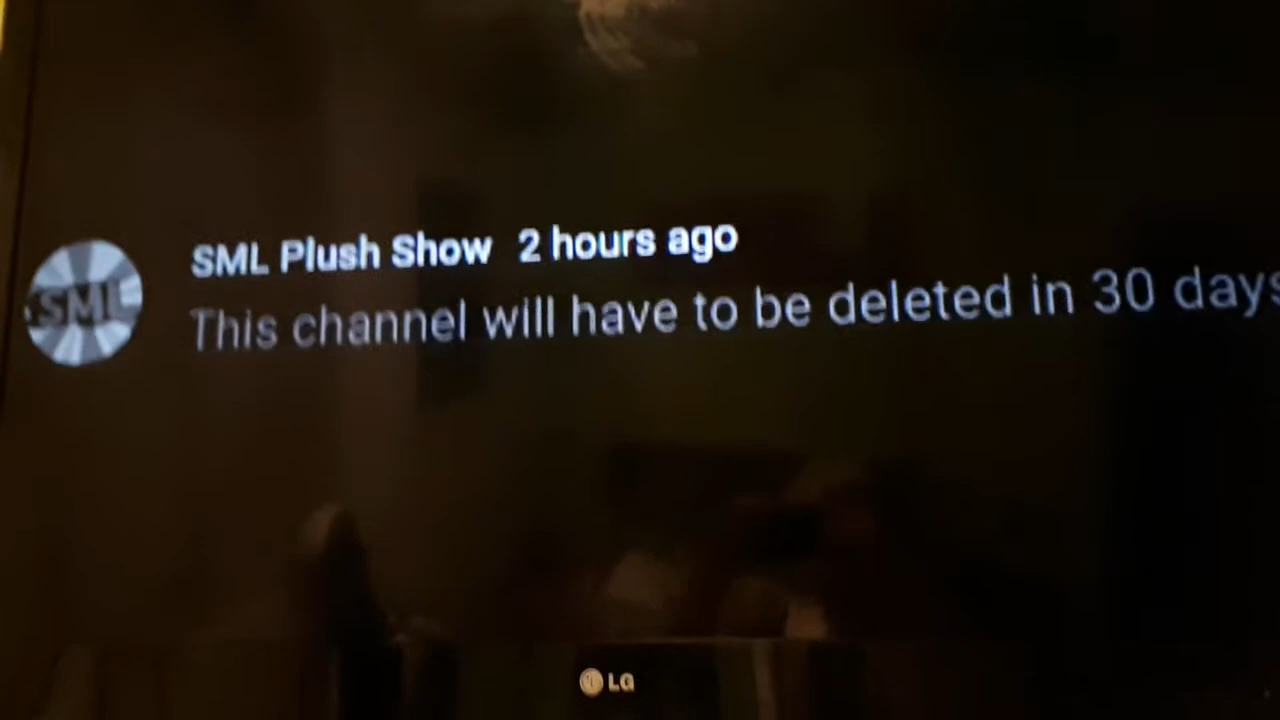 SML Plush Show 2 hours ago
SML
This channel will have to be deleted in 30 days
LG